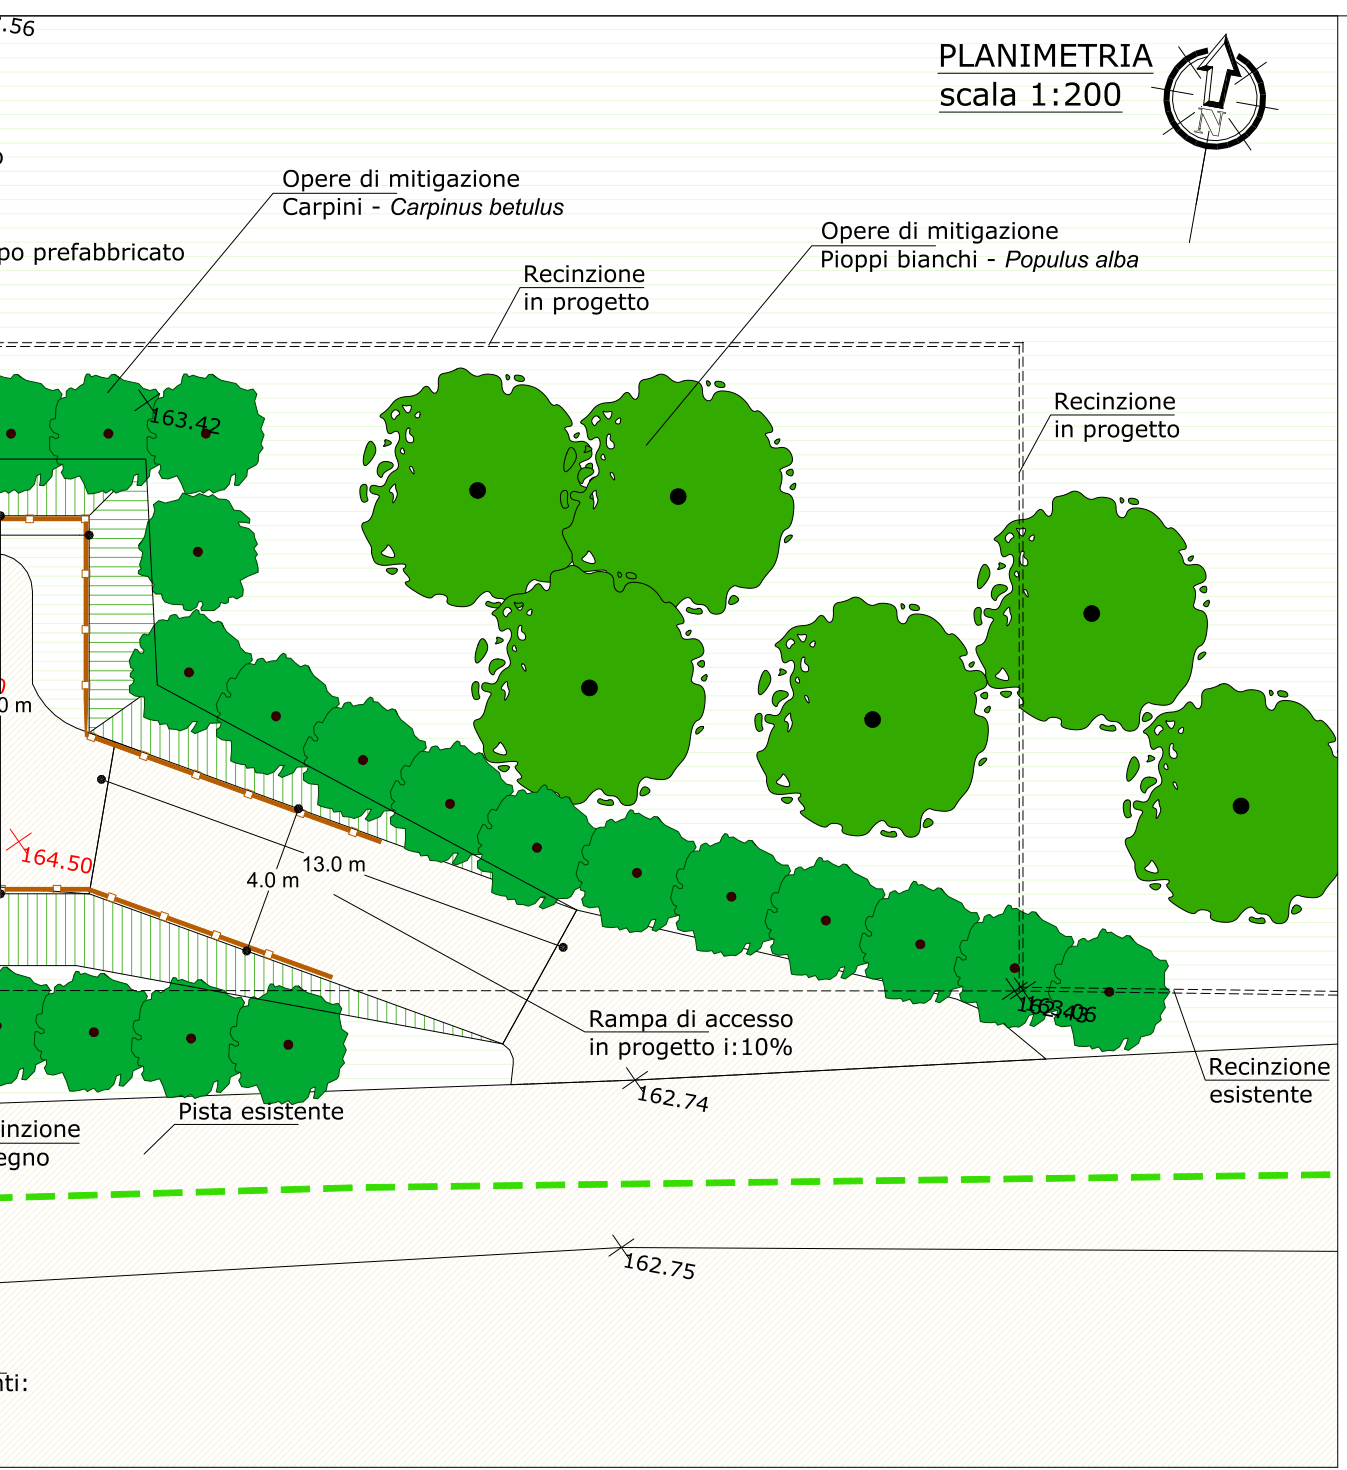 .56
PLANIMETRIA
scala 1:200
N
o
Opere di mitigazione
Carpini - Carpinus betulus
Opere di mitigazione
Pioppi bianchi - Populus alba
po prefabbricato
Recinzione
in progetto
Recinzione
in progetto
163.42
0
0 m
164.50
13.0 m
4.0 m
Rampa di accesso
in progetto i:10%
Recinzione
esistente
162.74
Pista esistente
inzione
egno
162.75
nti: